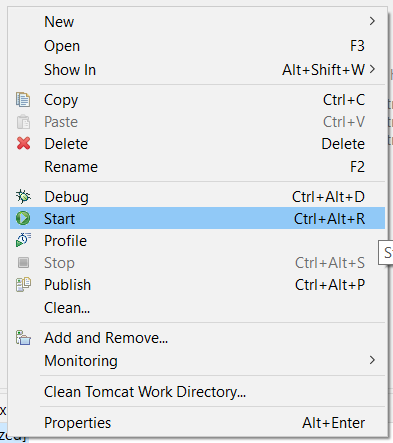 New
Open F3
Show In Alt+Shift+W
Copy Ctrl+C
Paste Ctrl+V
Delete Delete
Rename F2
Debug Ctrl+Alt+D
Start Ctrl+Alt+R
Profile
Stop Ctrl+Alt+S
Publish Ctrl+Alt+P
Clean...
Add and Remove...
Monitoring
Clean Tomcat Work Directory...
Properties Alt+Enter